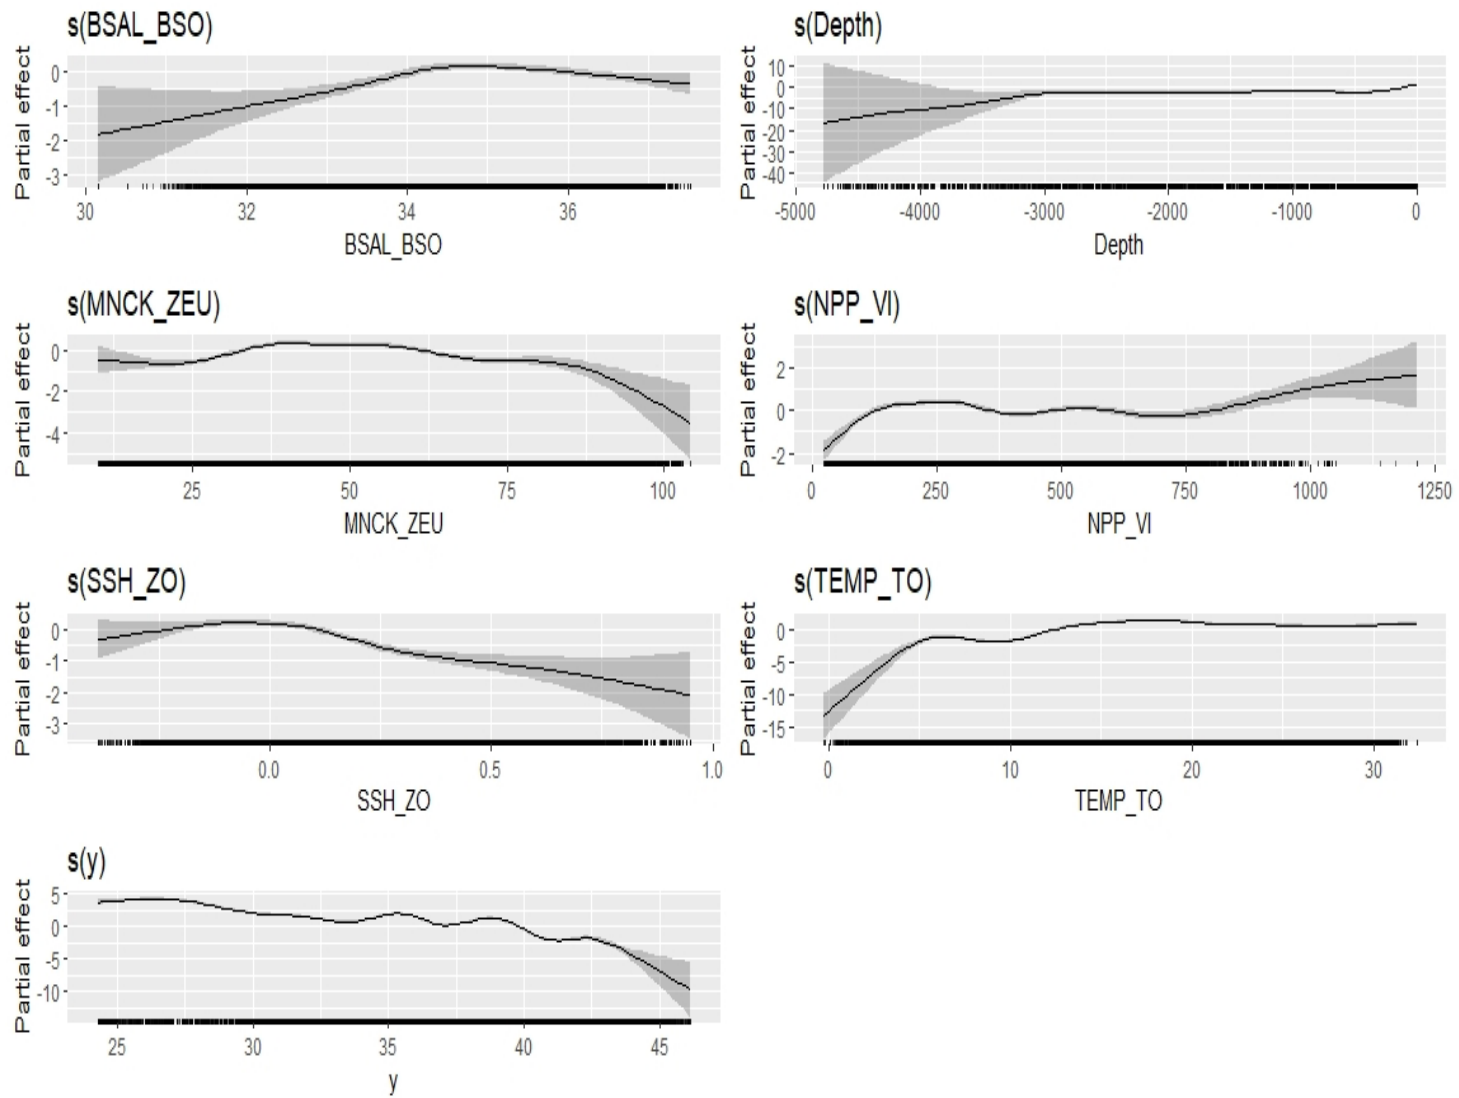 s(BSAL_BSO)
Partial effect
0
-1
-2
-3
30 32 34 36
BSAL_BSO
s(Depth)
Partial effect
10
0
-10
-20
-30
-40
-5000 -4000 -3000 -2000 -1000 0
Depth
s(MNCK_ZEU)
Partial effect
0
-2
-4
25 50 75 100
MNCK_ZEU
s(NPP_VI)
Partial effect
2
0
-2
0 250 500 750 1000 1250
NPP_VI
s(SSH_ZO)
Partial effect
0
-1
-2
-3
0.0 0.5 1.0
SSH_ZO
s(TEMP_TO)
Partial effect
0
-5
-10
-15
0 10 20 30
TEMP_TO
s(y)
Partial effect
5
0
-5
-10
25 30 35 40 45
y